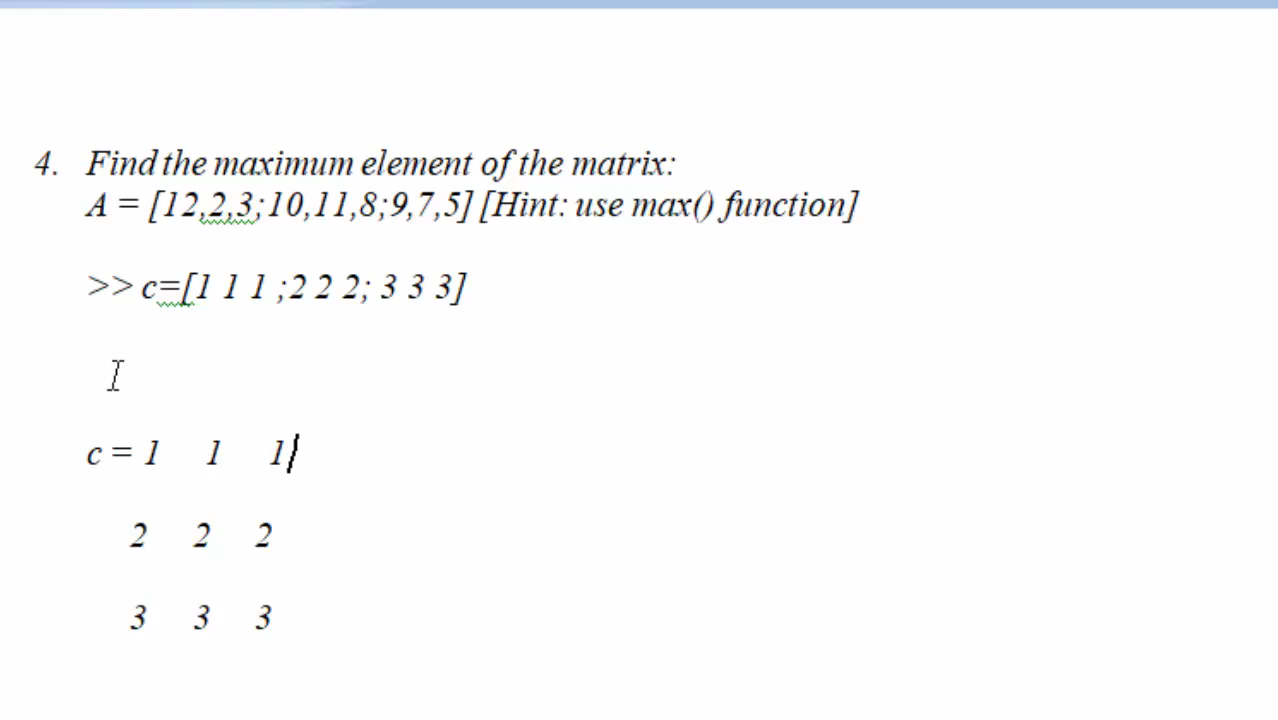 4. Find the maximum element of the matrix:
A = [12,2,3;10,11,8;9,7,5] [Hint: use max() function]
>> c=[1 1 1 ;2 2 2; 3 3 3]
c = 1 1 1
2 2 2
3 3 3